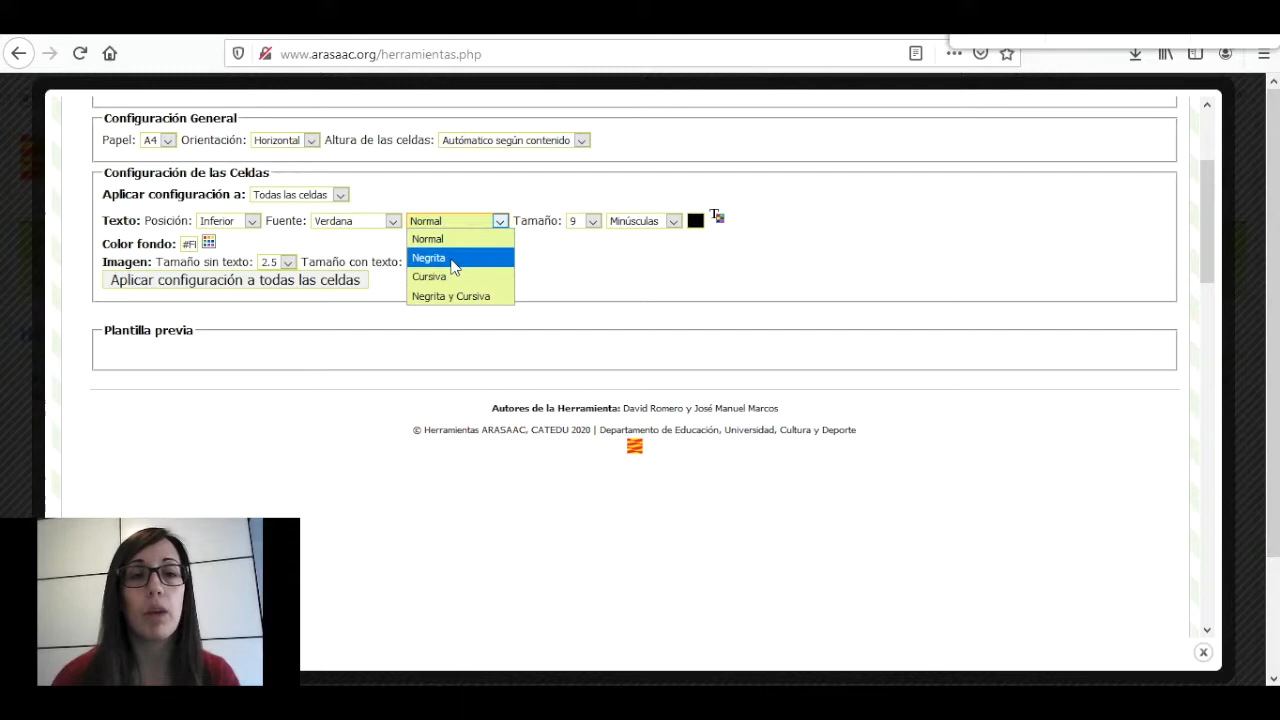 www.arasaac.org/herramientas.php
Configuración General
Papel: A4 Orientación: Horizontal Altura de las celdas: Autómatico según contenido
Configuración de las Celdas
Aplicar configuración a: Todas las celdas
Texto: Posición: Inferior Fuente: Verdana Normal Tamaño: 9 Minúsculas
Normal
Color fondo: #Fl
Negrita
Imagen: Tamaño sin texto: 2.5 Tamaño con texto:
Cursiva
Aplicar configuración a todas las celdas
Negrita y Cursiva
Plantilla previa
Autores de la Herramienta: David Romero y José Manuel Marcos
© Herramientas ARASAAC, CATEDU 2020 | Departamento de Educación, Universidad, Cultura y Deporte